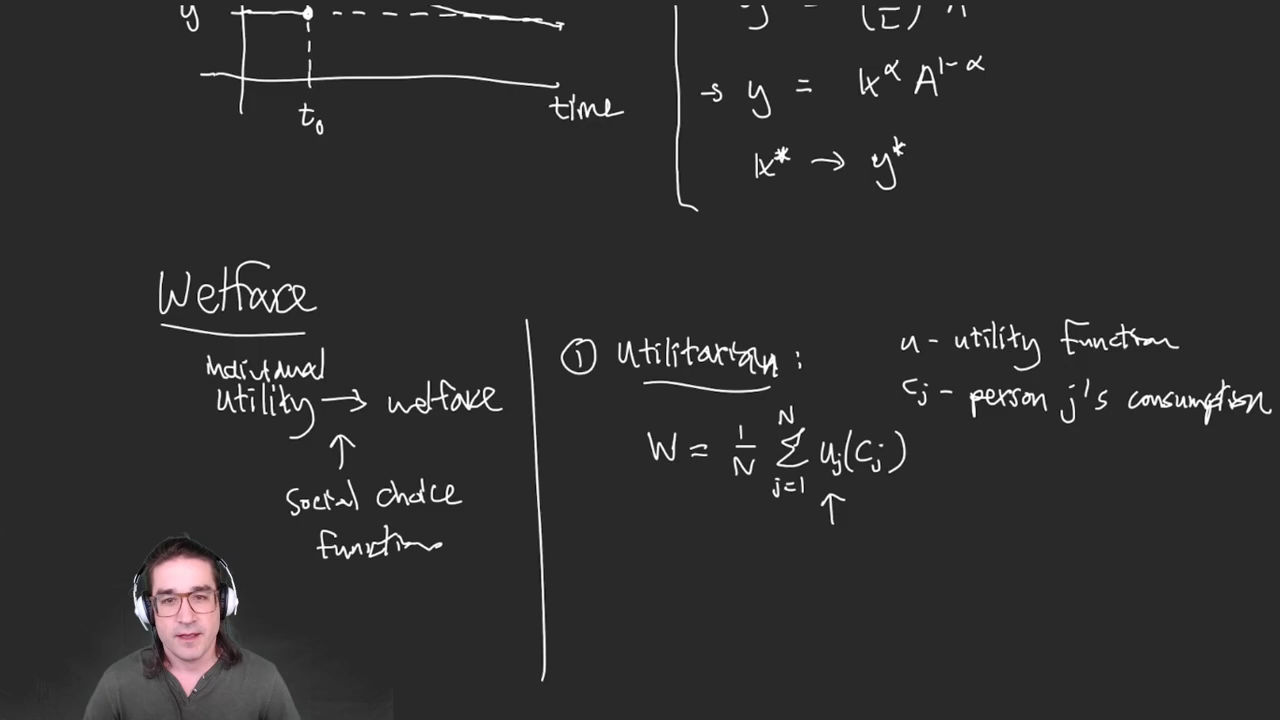 y
t₀
time
y = (—/L) A
→ y = k^α A^{1-α}
k* → y*
Welfare
individual
utility → welfare
↑
social choice
function
① Utilitarian:
W = 1/N Σ_{j=1}^{N} u_j(c_j)
↑
u - utility function
c_j - person j's consumption